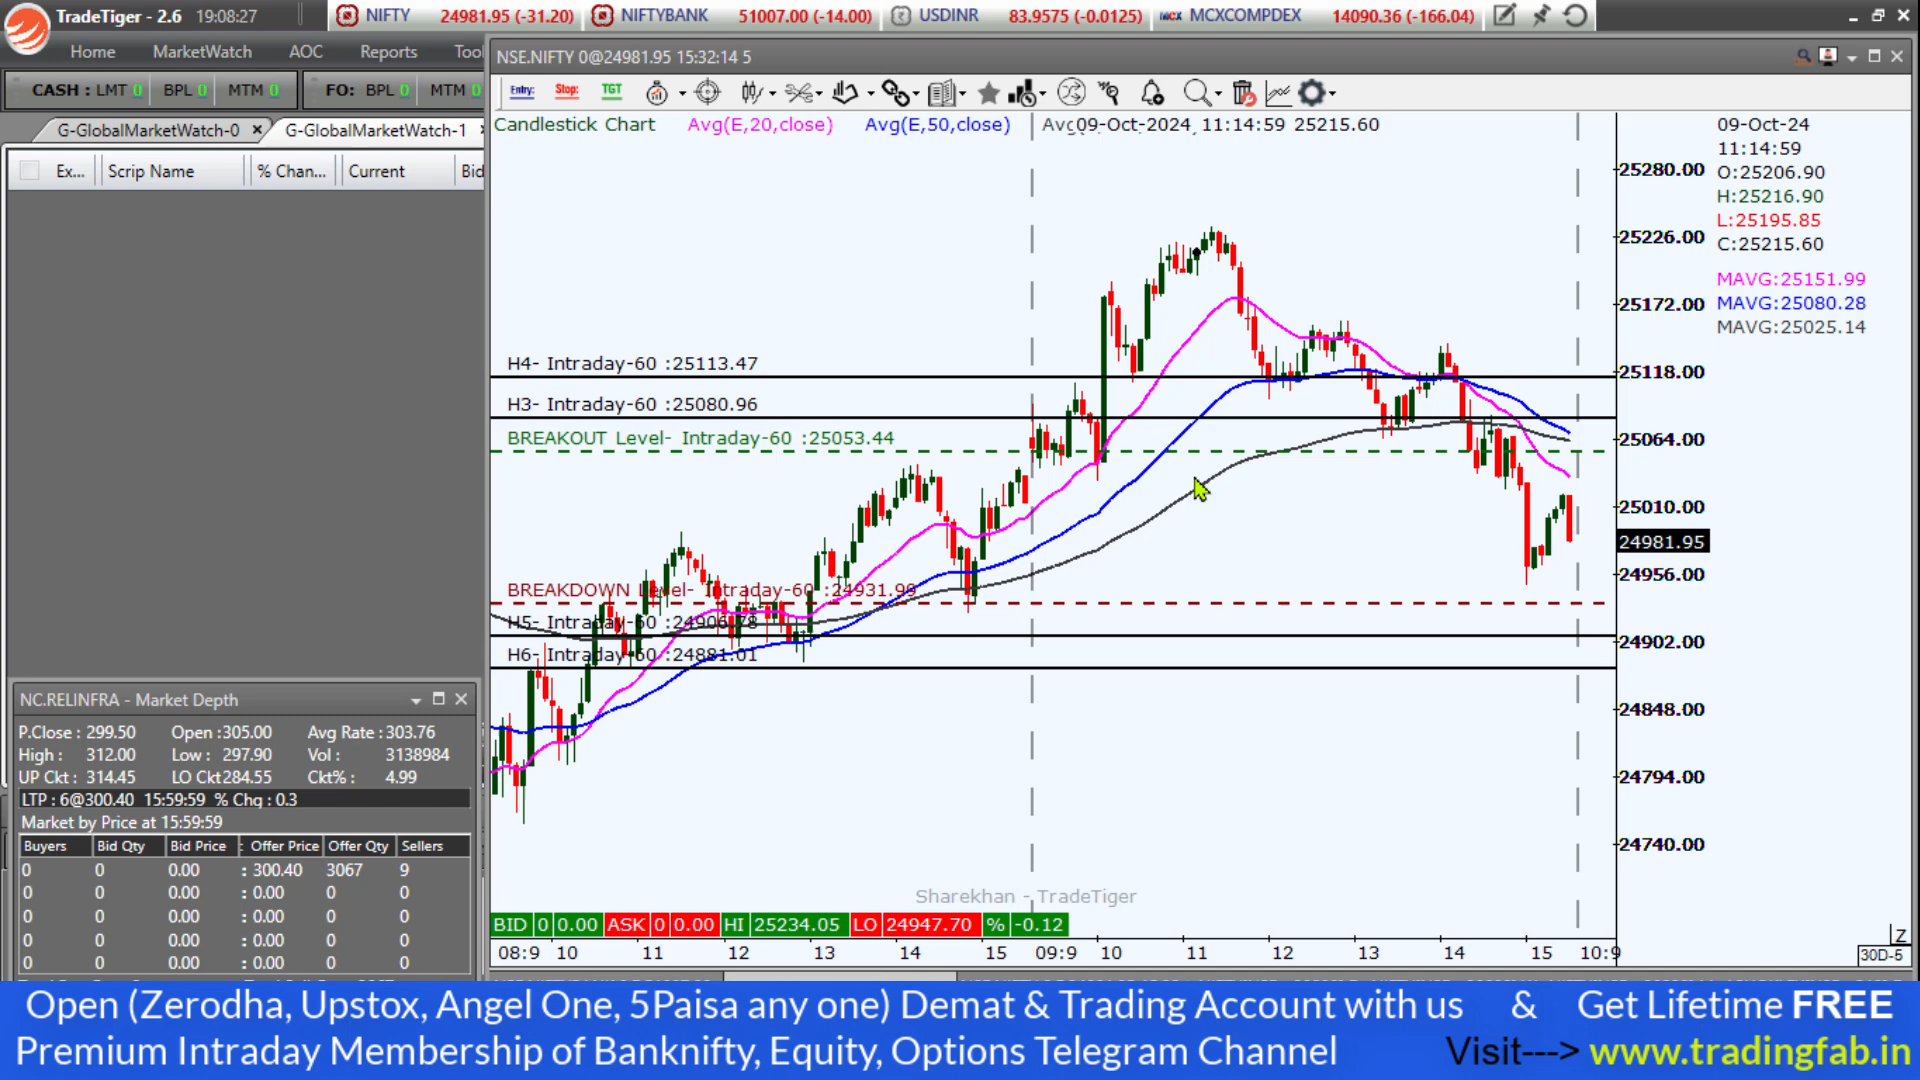 TradeTiger - 2.6 19:08:27
NIFTY 24981.95 (-31.20) NIFTYBANK 51007.00 (-14.00) USDINR 83.9575 (-0.0125) MCX MCXCOMPDEX 14090.36 (-166.04)
Home MarketWatch AOC Reports Tool
CASH : LMT 0 BPL 0 MTM 0 FO: BPL 0 MTM 0
G-GlobalMarketWatch-0 G-GlobalMarketWatch-1
Ex... Scrip Name % Chan... Current Bid
NSE.NIFTY 0@24981.95 15:32:14 5
Entry: Stop: TGT
Candlestick Chart Avg(E,20,close) Avg(E,50,close) Avg 09-Oct-2024, 11:14:59 25215.60
09-Oct-24
11:14:59
O:25206.90
H:25216.90
L:25195.85
C:25215.60
MAVG:25151.99
MAVG:25080.28
MAVG:25025.14
25280.00
25226.00
25172.00
25118.00
25064.00
25010.00
24981.95
24956.00
24902.00
24848.00
24794.00
24740.00
H4- Intraday-60 :25113.47
H3- Intraday-60 :25080.96
BREAKOUT Level- Intraday-60 :25053.44
BREAKDOWN Level- Intraday-60 :24931.99
H5- Intraday-60 :24906.78
H6- Intraday-60 :24881.01
Sharekhan - TradeTiger
BID 0 0.00 ASK 0 0.00 HI 25234.05 LO 24947.70 % -0.12
08:9 10 11 12 13 14 15 09:9 10 11 12 13 14 15 10:9
Z
30D-5
NC.RELINFRA - Market Depth
P.Close : 299.50 Open :305.00 Avg Rate :303.76
High : 312.00 Low : 297.90 Vol : 3138984
UP Ckt : 314.45 LO Ckt284.55 Ckt% : 4.99
LTP : 6@300.40 15:59:59 % Chg : 0.3
Market by Price at 15:59:59
Buyers Bid Qty Bid Price : Offer Price Offer Qty Sellers
0 0 0.00 : 300.40 3067 9
0 0 0.00 : 0.00 0 0
0 0 0.00 : 0.00 0 0
0 0 0.00 : 0.00 0 0
0 0 0.00 : 0.00 0 0
Open (Zerodha, Upstox, Angel One, 5Paisa any one) Demat & Trading Account with us & Get Lifetime FREE
Premium Intraday Membership of Banknifty, Equity, Options Telegram Channel Visit---> www.tradingfab.in